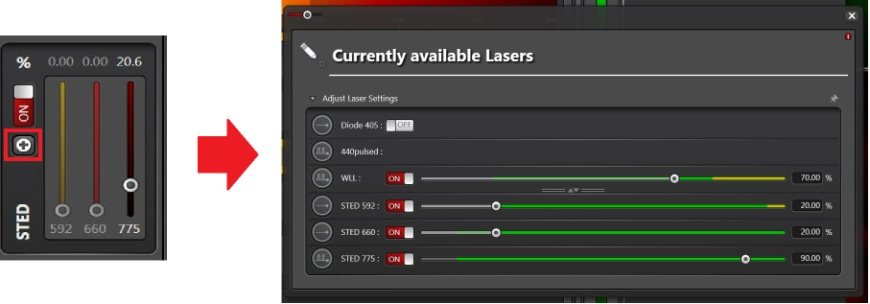 % 0.00 0.00 20.6
ON
STED
592 660 775
Currently available Lasers
Adjust Laser Settings
Diode 405 : OFF
440pulsed :
WLL : ON 70.00 %
STED 592 : ON 20.00 %
STED 660 : ON 20.00 %
STED 775 : ON 90.00 %